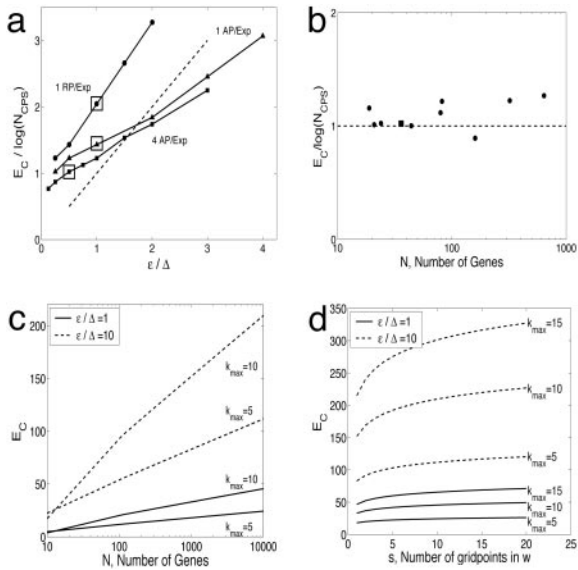 a
3
2
1
0
E_C / log(N_CPS)
1 RP/Exp
1 AP/Exp
4 AP/Exp
0 1 2 3 4
ε / Δ
b
2
1
0
E_C/log(N_CPS)
10 100 1000
N, Number of Genes
c
ε / Δ=1
ε / Δ=10
200
150
100
50
0
E_C
k_max=10
k_max=5
k_max=10
k_max=5
10 100 1000 10000
N, Number of Genes
d
ε / Δ=1
ε / Δ=10
350
300
250
200
150
100
50
0
E_C
k_max=15
k_max=10
k_max=5
k_max=15
k_max=10
k_max=5
0 5 10 15 20 25
s, Number of gridpoints in w